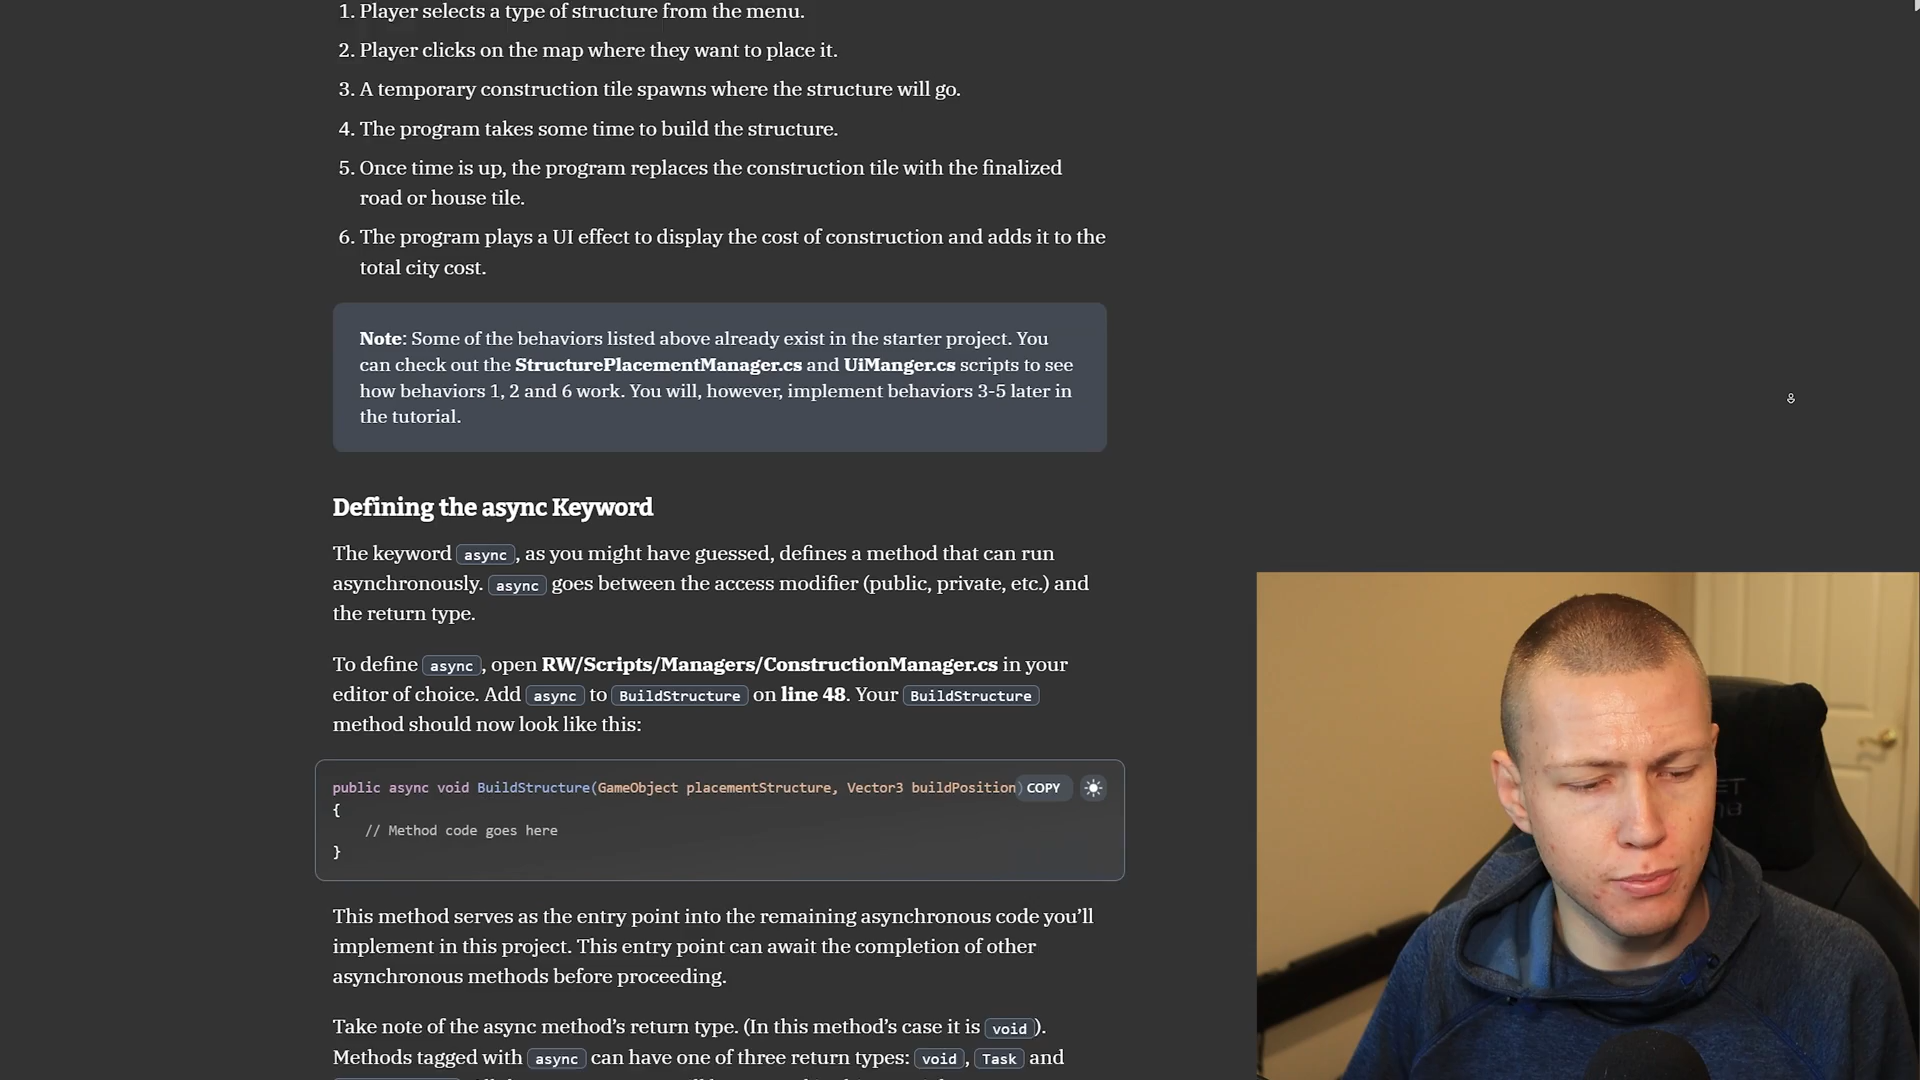 1. Player selects a type of structure from the menu.
2. Player clicks on the map where they want to place it.
3. A temporary construction tile spawns where the structure will go.
4. The program takes some time to build the structure.
5. Once time is up, the program replaces the construction tile with the finalized
road or house tile.
6. The program plays a UI effect to display the cost of construction and adds it to the
total city cost.
Note: Some of the behaviors listed above already exist in the starter project. You
can check out the StructurePlacementManager.cs and UiManger.cs scripts to see
how behaviors 1, 2 and 6 work. You will, however, implement behaviors 3-5 later in
the tutorial.
Defining the async Keyword
The keyword async, as you might have guessed, defines a method that can run
asynchronously. async goes between the access modifier (public, private, etc.) and
the return type.
To define async, open RW/Scripts/Managers/ConstructionManager.cs in your
editor of choice. Add async to BuildStructure on line 48. Your BuildStructure
method should now look like this:
public async void BuildStructure(GameObject placementStructure, Vector3 buildPosition) COPY
{
// Method code goes here
}
This method serves as the entry point into the remaining asynchronous code you’ll
implement in this project. This entry point can await the completion of other
asynchronous methods before proceeding.
Take note of the async method’s return type. (In this method’s case it is void).
Methods tagged with async can have one of three return types: void, Task and